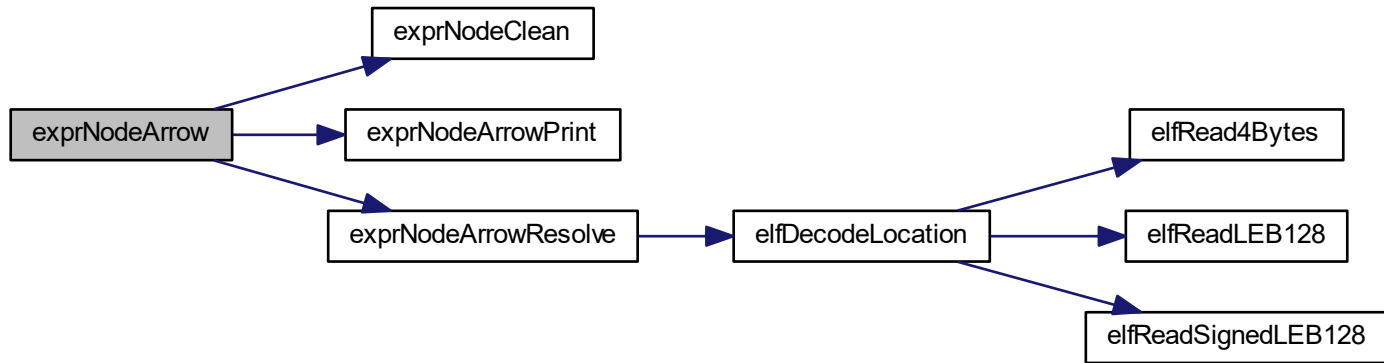 exprNodeClean
exprNodeArrow
exprNodeArrowPrint
elfRead4Bytes
exprNodeArrowResolve
elfDecodeLocation
elfReadLEB128
elfReadSignedLEB128